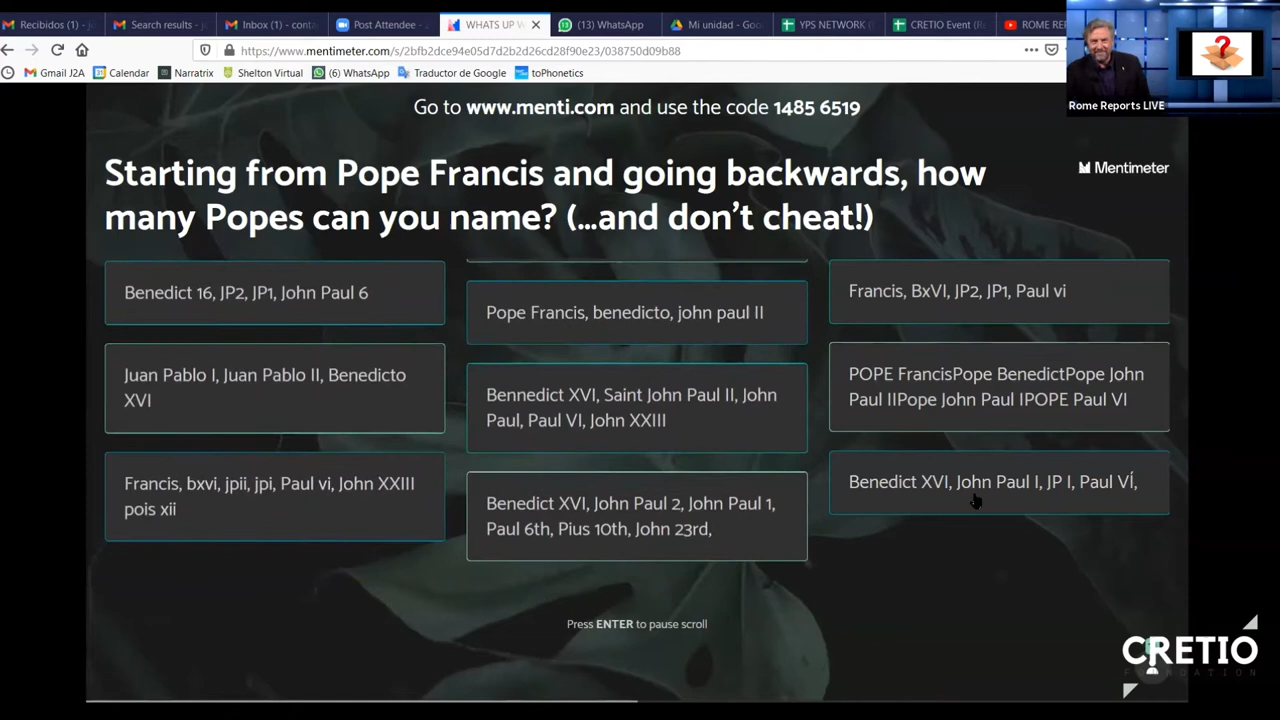 Recibidos (1) - j
Search results - ju
Inbox (1) - conta
Post Attendee - Z
WHATS UP W
(13) WhatsApp
Mi unidad - Goo
YPS NETWORK (
CRETIO Event (Re
ROME REP
https://www.mentimeter.com/s/2bfb2dce94e05d7d2b2d26cd28f90e23/038750d09b88
Gmail J2A
Calendar
Narratrix
Shelton Virtual
(6) WhatsApp
Traductor de Google
toPhonetics
Rome Reports LIVE
Go to www.menti.com and use the code 1485 6519
Mentimeter
Starting from Pope Francis and going backwards, how
many Popes can you name? (...and don't cheat!)
Benedict 16, JP2, JP1, John Paul 6
Juan Pablo I, Juan Pablo II, Benedicto
XVI
Francis, bxvi, jpii, jpi, Paul vi, John XXIII
pois xii
Pope Francis, benedicto, john paul II
Bennedict XVI, Saint John Paul II, John
Paul, Paul VI, John XXIII
Benedict XVI, John Paul 2, John Paul 1,
Paul 6th, Pius 10th, John 23rd,
Francis, BxVI, JP2, JP1, Paul vi
POPE FrancisPope BenedictPope John
Paul IIPope John Paul IPOPE Paul VI
Benedict XVI, John Paul I, JP I, Paul VÍ,
Press ENTER to pause scroll
CRETIO
FOUNDATION